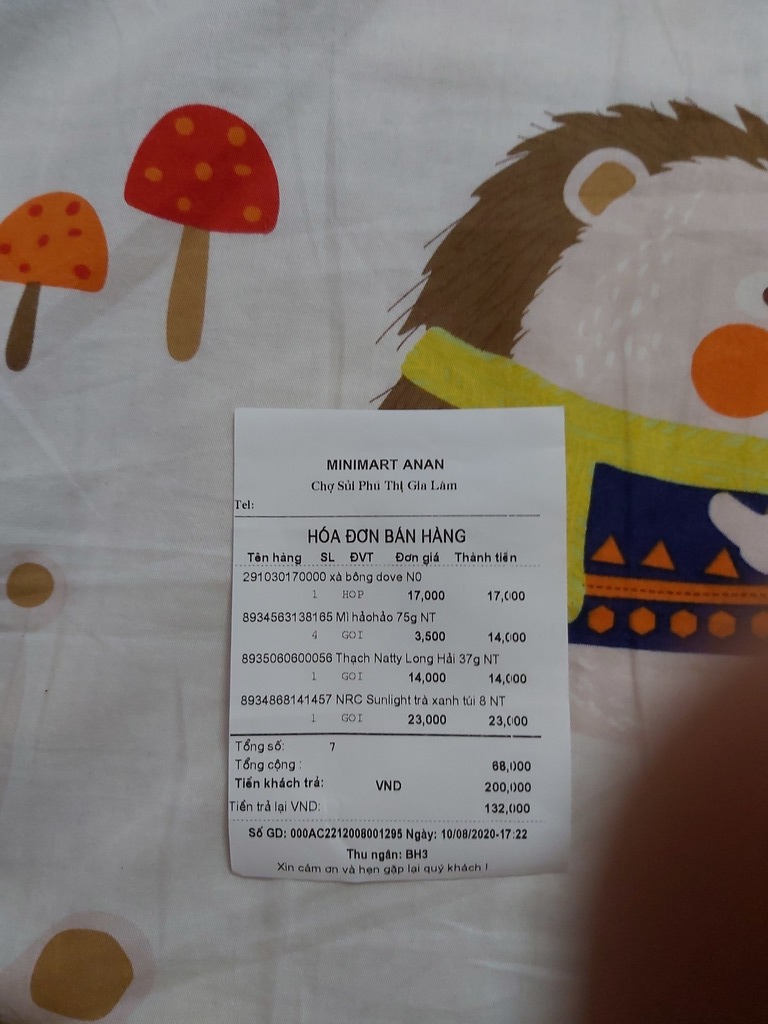 MINIMART ANAN
Chợ Sủi Phú Thị Gia Lâm
Tel:
HÓA ĐƠN BÁN HÀNG
Tên hàng SL ĐVT Đơn giá Thành tiền
291030170000 xà bông dove N0
1 HOP 17,000 17,000
8934563138165 Mì hảohảo 75g NT
4 GOI 3,500 14,000
8935060600056 Thạch Natty Long Hải 37g NT
1 GOI 14,000 14,000
8934868141457 NRC Sunlight trà xanh túi 8 NT
1 GOI 23,000 23,000
Tổng số: 7
Tổng cộng : 68,000
Tiền khách trả: VND 200,000
Tiền trả lại VND: 132,000
Số GD: 000AC2212008001295 Ngày: 10/08/2020-17:22
Thu ngân: BH3
Xin cảm ơn và hẹn gặp lại quý khách !